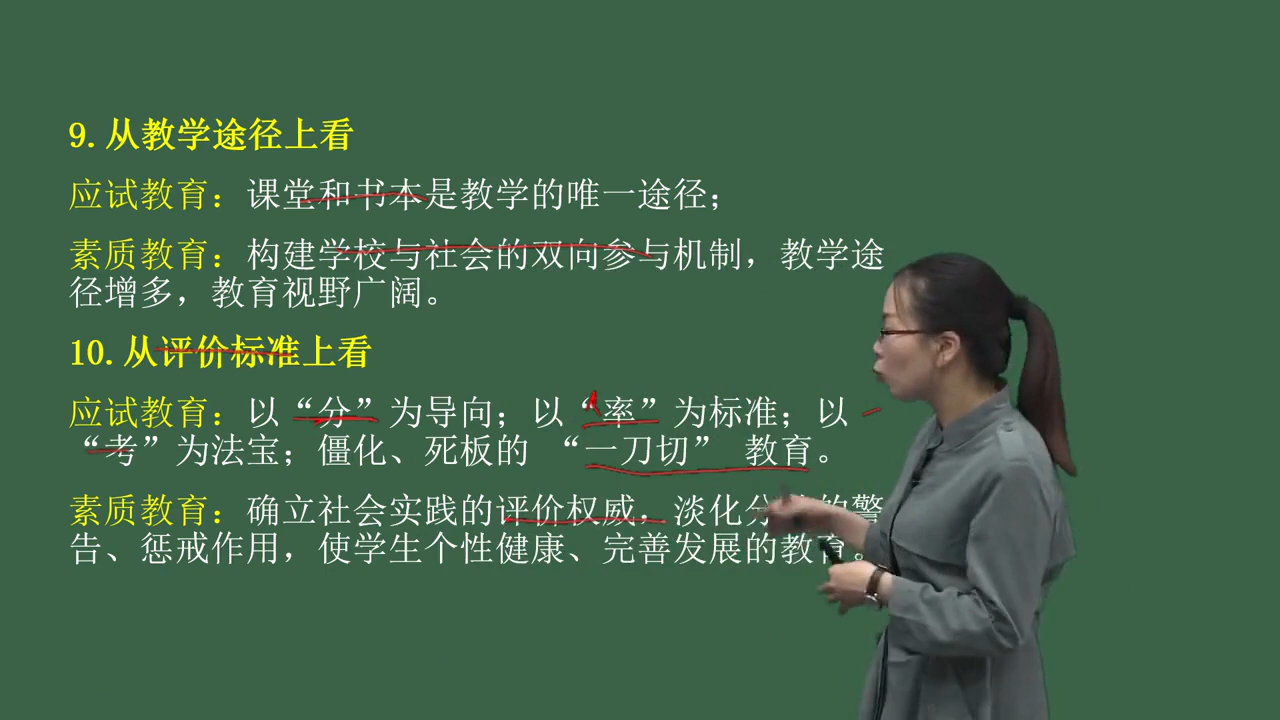 9.从教学途径上看
应试教育：课堂和书本是教学的唯一途径；
素质教育：构建学校与社会的双向参与机制，教学途
径增多，教育视野广阔。
10.从评价标准上看
应试教育：以“分”为导向；以“率”为标准；以
“考”为法宝；僵化、死板的 “一刀切” 教育。
素质教育：确立社会实践的评价权威，淡化分 的警
告、惩戒作用，使学生个性健康、完善发展的教育。